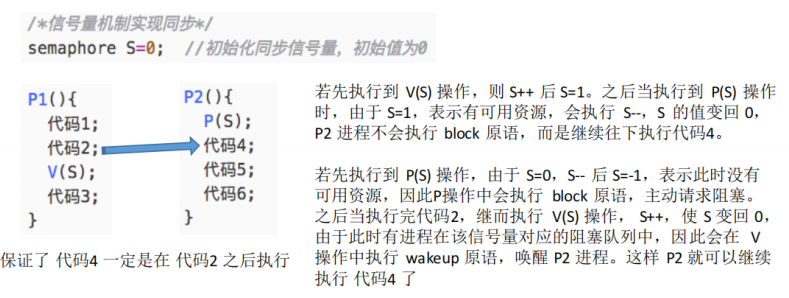 /*信号量机制实现同步*/
semaphore S=0;  //初始化同步信号量，初始值为0
P1(){
代码1;
代码2;
V(S);
代码3;
}
P2(){
P(S);
代码4;
代码5;
代码6;
}
保证了 代码4 一定是在 代码2 之后执行
若先执行到 V(S) 操作，则 S++ 后 S=1。之后当执行到 P(S) 操作
时，由于 S=1，表示有可用资源，会执行 S--，S 的值变回 0，
P2 进程不会执行 block 原语，而是继续往下执行代码4。
若先执行到 P(S) 操作，由于 S=0，S-- 后 S=-1，表示此时没有
可用资源，因此P操作中会执行 block 原语，主动请求阻塞。
之后当执行完代码2，继而执行 V(S) 操作， S++，使 S 变回 0，
由于此时有进程在该信号量对应的阻塞队列中，因此会在 V
操作中执行 wakeup 原语，唤醒 P2 进程。这样 P2 就可以继续
执行 代码4 了